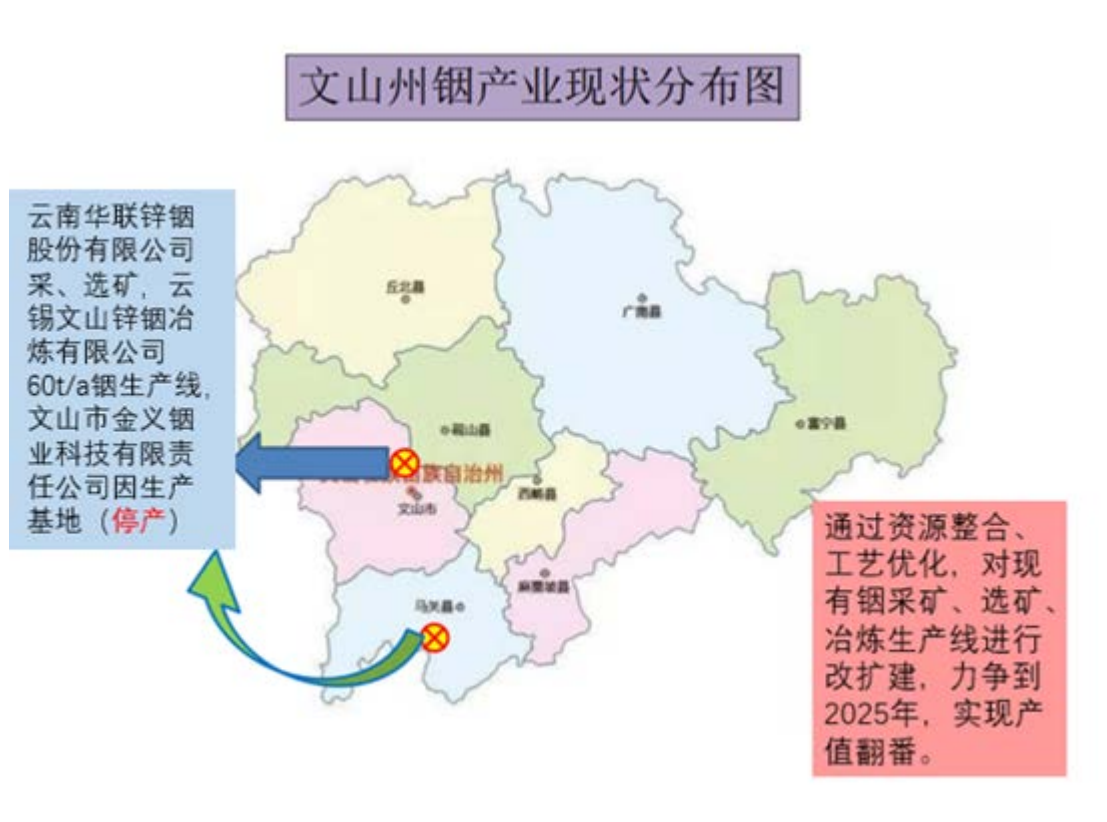 文山州铟产业现状分布图
云南华联锌铟
股份有限公司
采、选矿，云
锡文山锌铟冶
炼有限公司
60t/a铟生产线，
文山市金义铟
业科技有限责
任公司因生产
基地（停产）
丘北县
广南县
砚山县
富宁县
族苗族自治州
西畴县
文山市
麻栗坡县
马关县
通过资源整合、
工艺优化，对现
有铟采矿、选矿、
冶炼生产线进行
改扩建，力争到
2025年，实现产
值翻番。